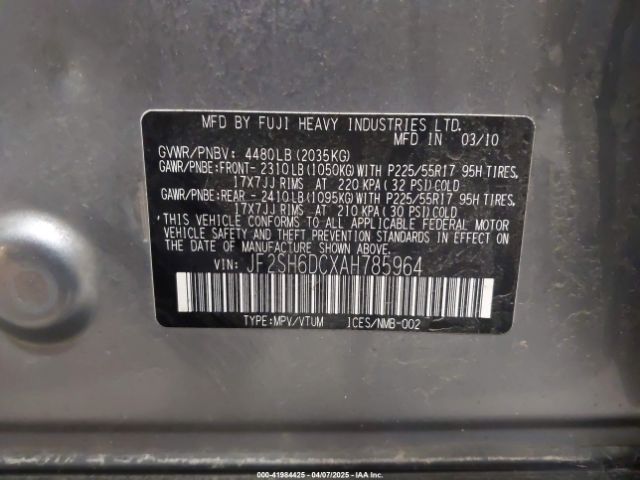 MFD BY FUJI HEAVY INDUSTRIES LTD.
MFD IN 03/10
GVWR/PNBV: 4480LB(2035KG)
GAWR/PNBE:FRONT- 2310LB(1050KG)WITH P225/55R17 95H TIRES,
17X7JJ RIMS AT 220 KPA(32 PSI)COLD
GAWR/PNBE:REAR - 2410LB(1095KG)WITH P225/55R17 95H TIRES,
17X7JJ RIMS AT 210 KPA(30 PSI)COLD
*THIS VEHICLE CONFORMS TO ALL APPLICABLE FEDERAL MOTOR
VEHICLE SAFETY AND THEFT PREVENTION STANDARDS IN EFFECT
ON THE DATE OF MANUFACTURE SHOWN ABOVE.*
VIN: JF2SH6DCXAH785964
TYPE:MPV/VTUM ICES/NMB-002
000-41984425 - 04/07/2025 - IAAI.COM